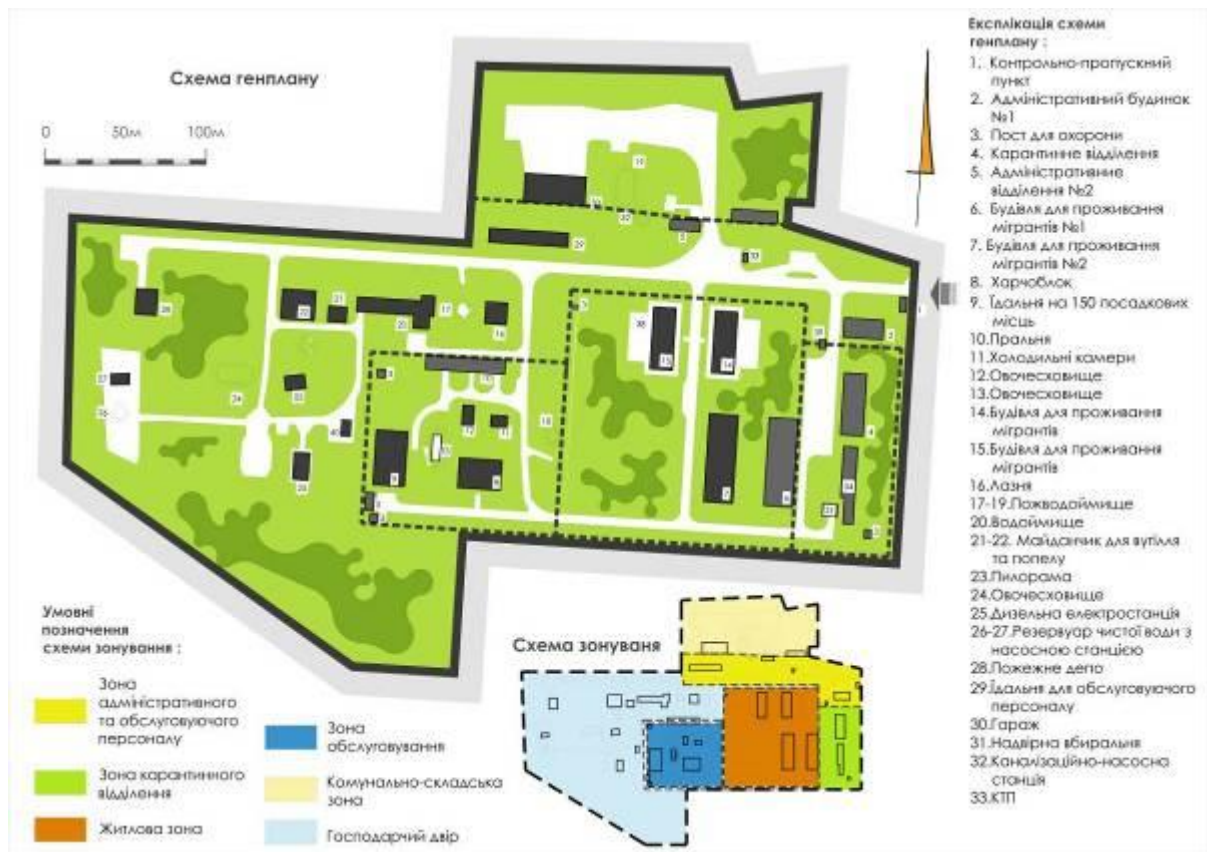 Схема генплану
0 50м 100м
Експлікація схеми
генплану :
1. Контрольно-пропускний
пункт
2. Адміністративний будинок
№1
3. Пост для охорони
4. Карантинне відділення
5. Адміністративние
відділення №2
6. Будівля для проживання
мігрантів №1
7. Будівля для проживання
мігрантів №2
8. Харчоблок
9. Їдальня на 150 посадкових
місць
10.Пральня
11.Холодильні камери
12.Овочесховище
13.Овочесховище
14.Будівля для проживання
мігрантів
15.Будівля для проживання
мігрантів
16.Лазня
17-19.Пожводоймище
20.Водоймище
21-22. Майданчик для вугілля
та попелу
23.Пилорама
24.Овочесховище
25.Дизельна електростанція
26-27.Резервуар чистої води з
насосною станцією
28.Пожежне депо
29.Їдальня для обслуговуючого
персоналу
30.Гараж
31.Надвірна вбиральня
32.Каналізаційно-насосна
станція
33.КТП
Умовні
позначення
схеми зонування :
Зона
адміністративного
та обслуговуючого
персоналу
Зона карантинного
відділення
Житлова зона
Зона
обслуговування
Комунально-складська
зона
Господарчий двір
Схема зонуваня